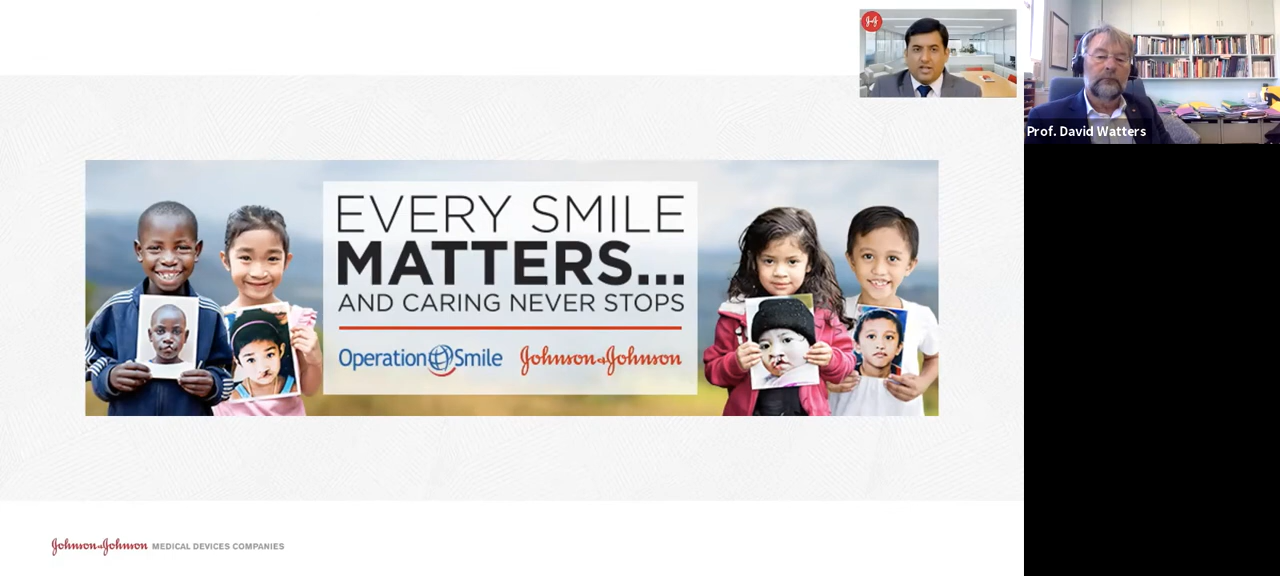 J&J
Prof. David Watters
EVERY SMILE
MATTERS...
AND CARING NEVER STOPS
Operation Smile Johnson & Johnson
Johnson & Johnson MEDICAL DEVICES COMPANIES